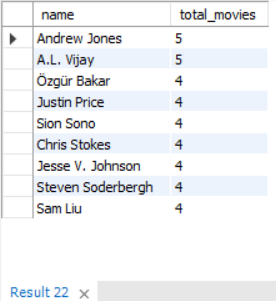 name total_movies
Andrew Jones 5
A.L. Vijay 5
Özgür Bakar 4
Justin Price 4
Sion Sono 4
Chris Stokes 4
Jesse V. Johnson 4
Steven Soderbergh 4
Sam Liu 4
Result 22